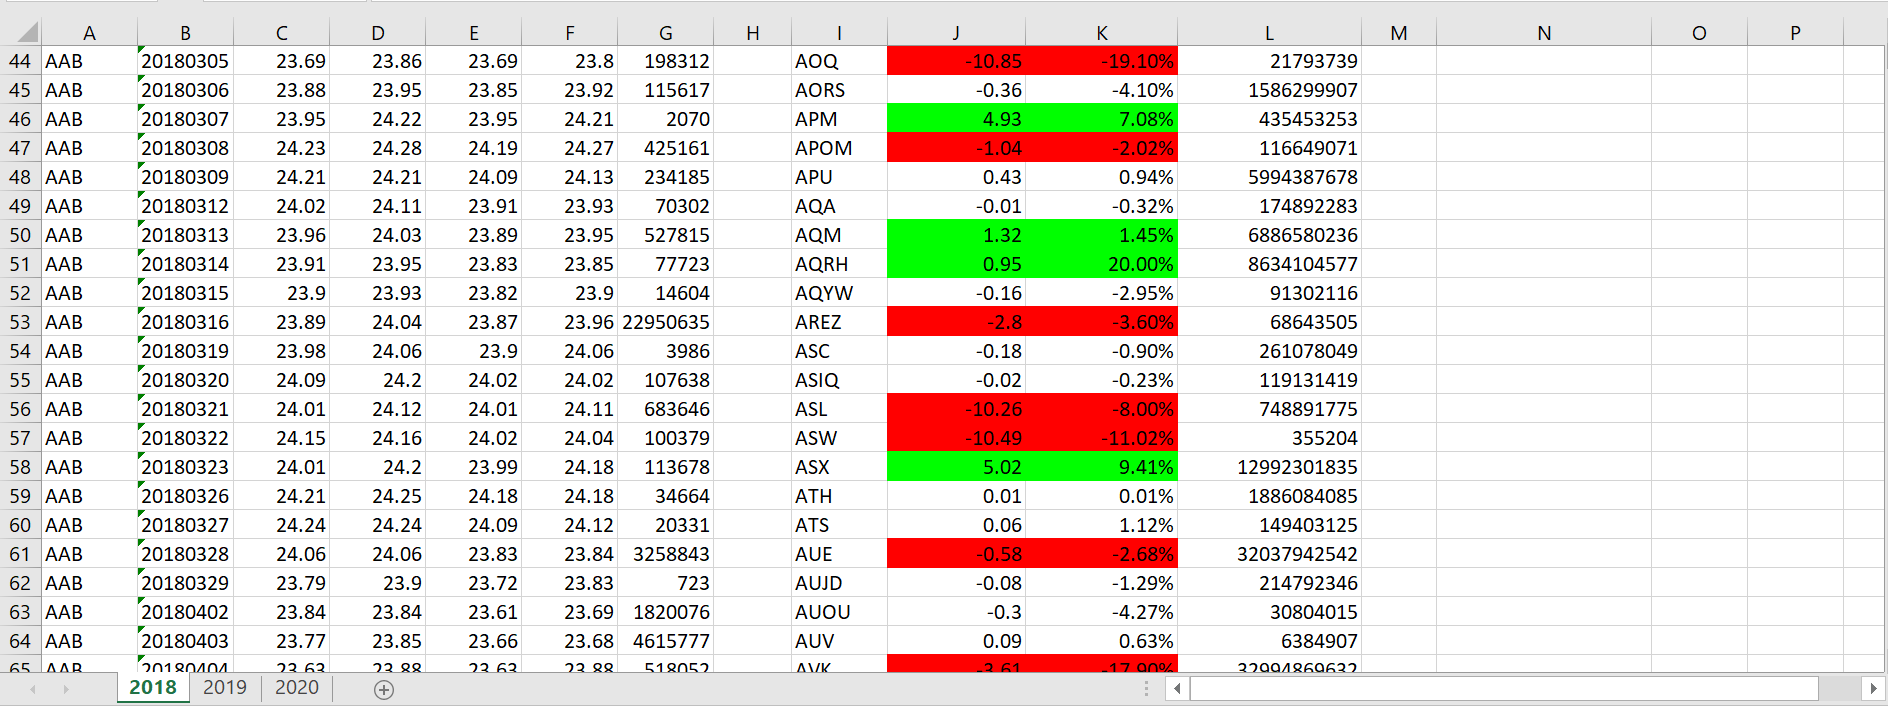 A B C D E F G H I J K L M N O P
44 AAB 20180305 23.69 23.86 23.69 23.8 198312 AOQ -10.85 -19.10% 21793739
45 AAB 20180306 23.88 23.95 23.85 23.92 115617 AORS -0.36 -4.10% 1586299907
46 AAB 20180307 23.95 24.22 23.95 24.21 2070 APM 4.93 7.08% 435453253
47 AAB 20180308 24.23 24.28 24.19 24.27 425161 APOM -1.04 -2.02% 116649071
48 AAB 20180309 24.21 24.21 24.09 24.13 234185 APU 0.43 0.94% 5994387678
49 AAB 20180312 24.02 24.11 23.91 23.93 70302 AQA -0.01 -0.32% 174892283
50 AAB 20180313 23.96 24.03 23.89 23.95 527815 AQM 1.32 1.45% 6886580236
51 AAB 20180314 23.91 23.95 23.83 23.85 77723 AQRH 0.95 20.00% 8634104577
52 AAB 20180315 23.9 23.93 23.82 23.9 14604 AQYW -0.16 -2.95% 91302116
53 AAB 20180316 23.89 24.04 23.87 23.96 22950635 AREZ -2.8 -3.60% 68643505
54 AAB 20180319 23.98 24.06 23.9 24.06 3986 ASC -0.18 -0.90% 261078049
55 AAB 20180320 24.09 24.2 24.02 24.02 107638 ASIQ -0.02 -0.23% 119131419
56 AAB 20180321 24.01 24.12 24.01 24.11 683646 ASL -10.26 -8.00% 748891775
57 AAB 20180322 24.15 24.16 24.02 24.04 100379 ASW -10.49 -11.02% 355204
58 AAB 20180323 24.01 24.2 23.99 24.18 113678 ASX 5.02 9.41% 12992301835
59 AAB 20180326 24.21 24.25 24.18 24.18 34664 ATH 0.01 0.01% 1886084085
60 AAB 20180327 24.24 24.24 24.09 24.12 20331 ATS 0.06 1.12% 149403125
61 AAB 20180328 24.06 24.06 23.83 23.84 3258843 AUE -0.58 -2.68% 32037942542
62 AAB 20180329 23.79 23.9 23.72 23.83 723 AUJD -0.08 -1.29% 214792346
63 AAB 20180402 23.84 23.84 23.61 23.69 1820076 AUOU -0.3 -4.27% 30804015
64 AAB 20180403 23.77 23.85 23.66 23.68 4615777 AUV 0.09 0.63% 6384907
65 AAB 20180404 23.63 23.88 23.63 23.88 518052 AVK -3.61 -17.90% 32994869632
2018 2019 2020